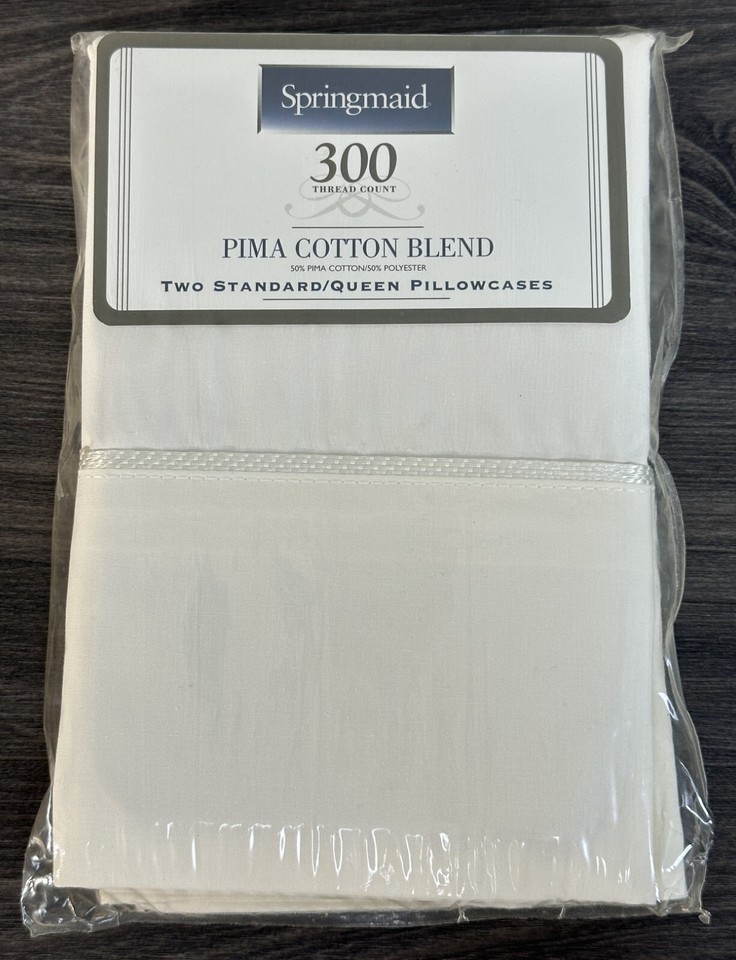 Springmaid
300
THREAD COUNT
PIMA COTTON BLEND
50% PIMA COTTON/50% POLYESTER
TWO STANDARD/QUEEN PILLOWCASES